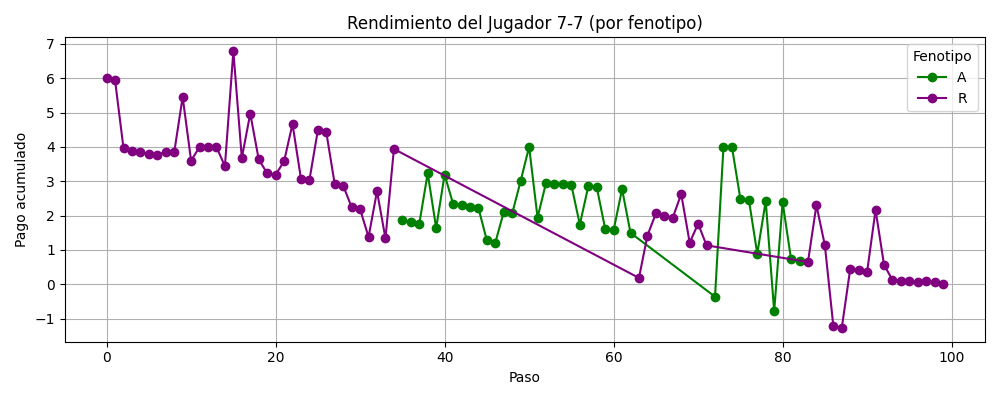 Rendimiento del Jugador 7-7 (por fenotipo)
Pago acumulado
7
6
5
4
3
2
1
0
−1
Fenotipo
A
R
0 20 40 60 80 100
Paso